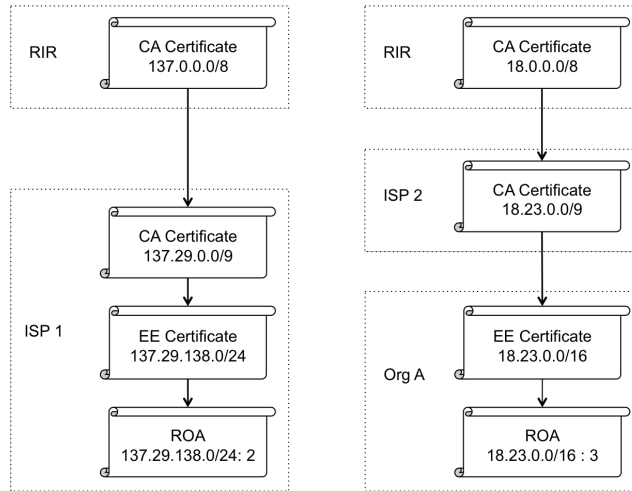 RIR
CA Certificate
137.0.0.0/8
ISP 1
CA Certificate
137.29.0.0/9
EE Certificate
137.29.138.0/24
ROA
137.29.138.0/24: 2
RIR
CA Certificate
18.0.0.0/8
ISP 2
CA Certificate
18.23.0.0/9
Org A
EE Certificate
18.23.0.0/16
ROA
18.23.0.0/16 : 3